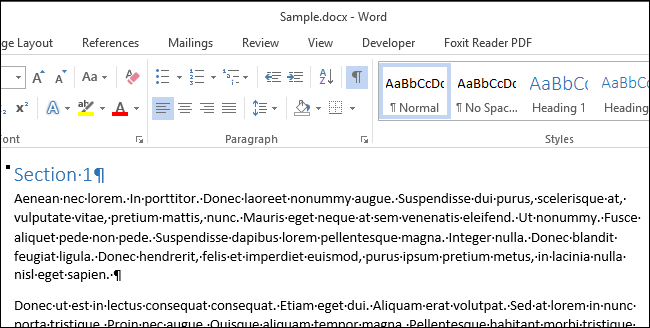 Sample.docx - Word
ge Layout References Mailings Review View Developer Foxit Reader PDF
A A Aa
x² A ab A
AaBbCcDc AaBbCcDc AaBbCc AaBbCcD
¶ Normal ¶ No Spac... Heading 1 Heading
ont Paragraph Styles
Section·1¶
Aenean·nec·lorem.·In·porttitor.·Donec·laoreet·nonummy·augue.·Suspendisse·dui·purus,·scelerisque·at,·
vulputate·vitae,·pretium·mattis,·nunc.·Mauris·eget·neque·at·sem·venenatis·eleifend.·Ut·nonummy.·Fusce·
aliquet·pede·non·pede.·Suspendisse·dapibus·lorem·pellentesque·magna.·Integer·nulla.·Donec·blandit·
feugiat·ligula.·Donec·hendrerit,·felis·et·imperdiet·euismod,·purus·ipsum·pretium·metus,·in·lacinia·nulla·
nisl·eget·sapien.·¶
Donec·ut·est·in·lectus·consequat·consequat.·Etiam·eget·dui.·Aliquam·erat·volutpat.·Sed·at·lorem·in·nunc·
porta·tristique.·Proin·nec·augue.·Quisque·aliquam·tempor·magna.·Pellentesque·habitant·morbi·tristique·